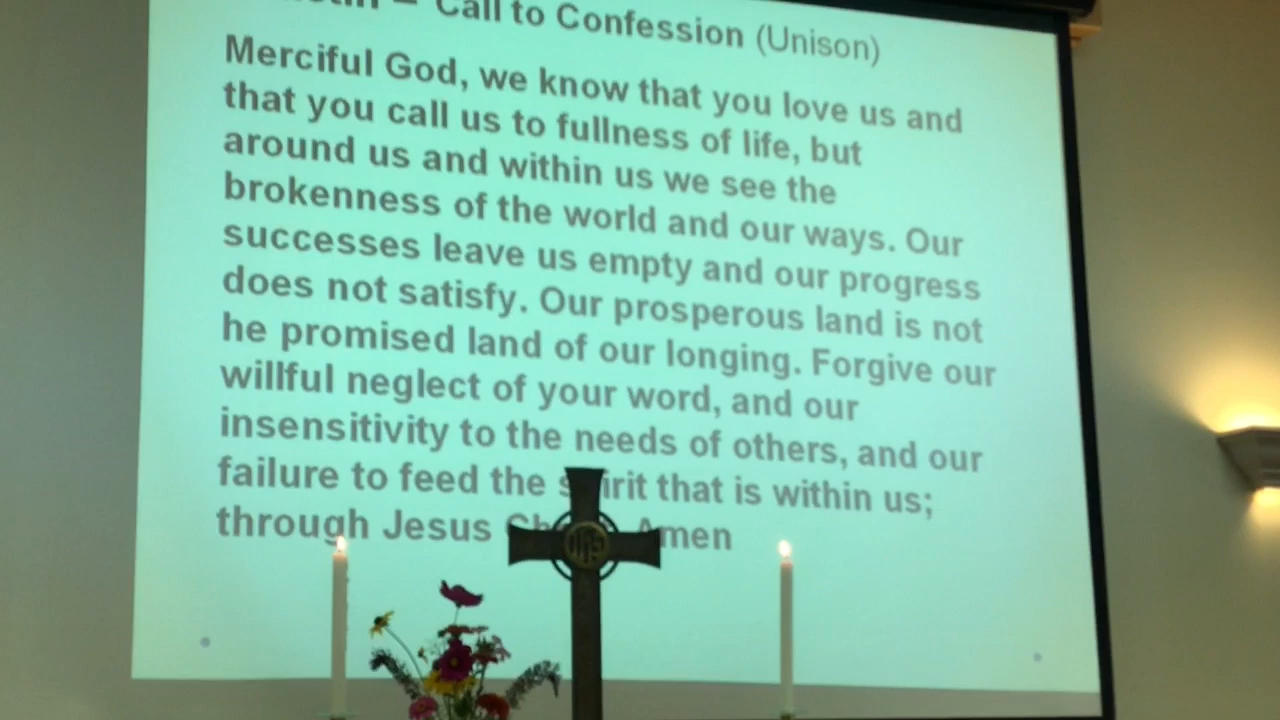 Call to Confession (Unison)
Merciful God, we know that you love us and
that you call us to fullness of life, but
around us and within us we see the
brokenness of the world and our ways. Our
successes leave us empty and our progress
does not satisfy. Our prosperous land is not
he promised land of our longing. Forgive our
willful neglect of your word, and our
insensitivity to the needs of others, and our
failure to feed the spirit that is within us;
through Jesus Amen
IHS